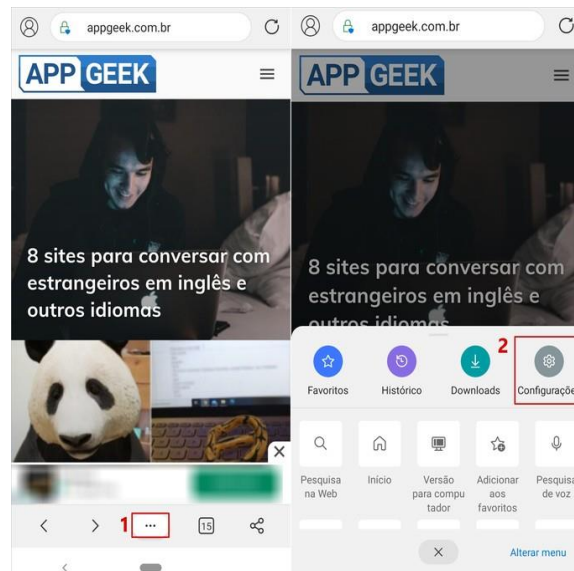 appgeek.com.br
APP GEEK
8 sites para conversar com
estrangeiros em inglês e
outros idiomas
1
15
appgeek.com.br
APP GEEK
8 sites para conversar com
estrangeiros em inglês e
outros idiomas
2
Favoritos
Histórico
Downloads
Configuraçõe
Pesquisa
na Web
Início
Versão
para compu
tador
Adicionar
aos
favoritos
Pesquisa
de voz
Alterar menu